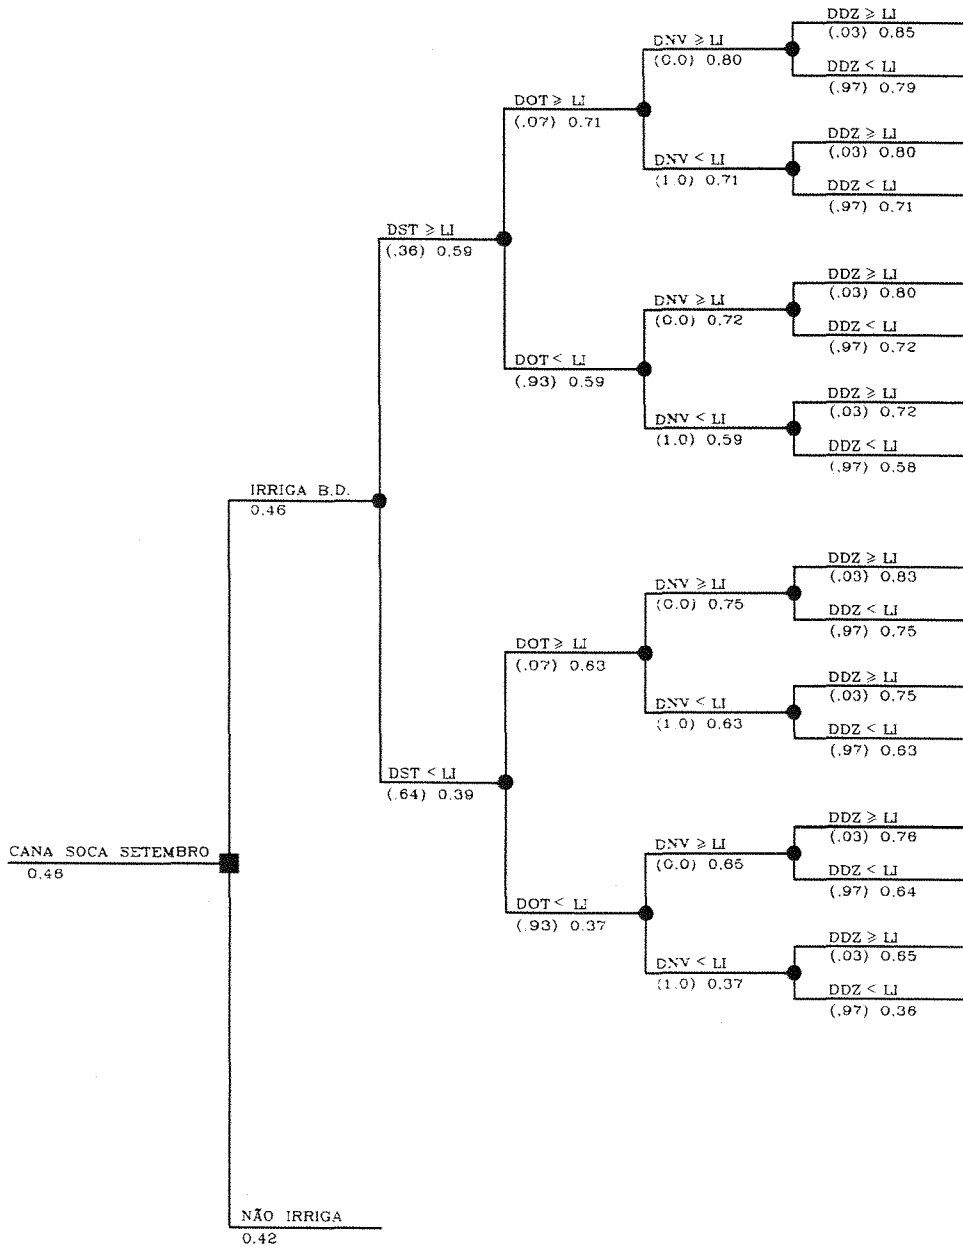 DDZ ⩾ LI
(.03) 0.85
DNV ⩾ LI
(0.0) 0.80
DDZ < LI
(.97) 0.79
DOT ⩾ LI
(.07) 0.71
DDZ ⩾ LI
(.03) 0.80
DNV < LI
(1.0) 0.71
DDZ < LI
(.97) 0.71
DST ⩾ LI
(.36) 0.59
DDZ ⩾ LI
(.03) 0.80
DNV ⩾ LI
(0.0) 0.72
DDZ < LI
(.97) 0.72
DOT < LI
(.93) 0.59
DDZ ⩾ LI
(.03) 0.72
DNV < LI
(1.0) 0.59
DDZ < LI
(.97) 0.58
IRRIGA B.D.
0.46
DDZ ⩾ LI
(.03) 0.83
DNV ⩾ LI
(0.0) 0.75
DDZ < LI
(.97) 0.75
DOT ⩾ LI
(.07) 0.63
DDZ ⩾ LI
(.03) 0.75
DNV < LI
(1.0) 0.63
DDZ < LI
(.97) 0.63
DST < LI
(.64) 0.39
DDZ ⩾ LI
(.03) 0.76
DNV ⩾ LI
(0.0) 0.65
DDZ < LI
(.97) 0.64
CANA SOCA SETEMBRO
0.46
DOT < LI
(.93) 0.37
DDZ ⩾ LI
(.03) 0.65
DNV < LI
(1.0) 0.37
DDZ < LI
(.97) 0.36
NÃO IRRIGA
0.42